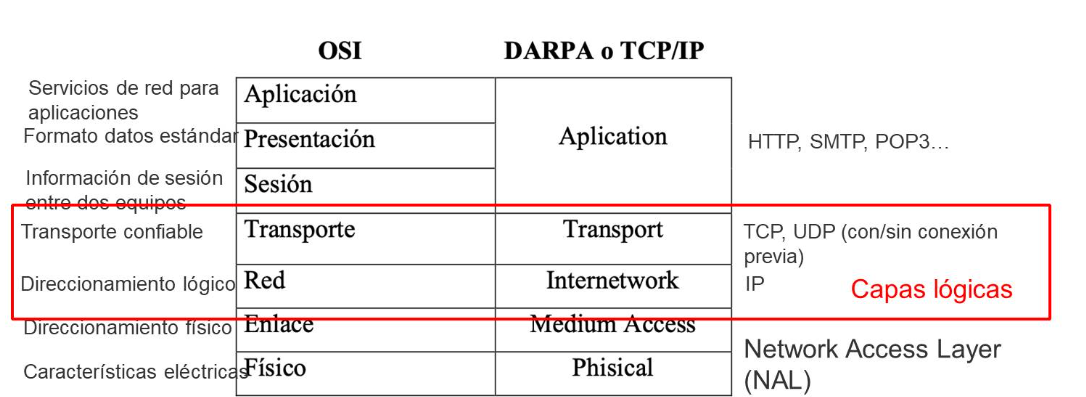 OSI DARPA o TCP/IP
Servicios de red para
aplicaciones
Aplicación
Formato datos estándar
Presentación
Aplication
HTTP, SMTP, POP3…
Información de sesión
entre dos equipos
Sesión
Transporte confiable
Transporte
Transport
TCP, UDP (con/sin conexión
previa)
Direccionamiento lógico
Red
Internetwork
IP
Capas lógicas
Direccionamiento físico
Enlace
Medium Access
Características eléctricas
Físico
Phisical
Network Access Layer
(NAL)